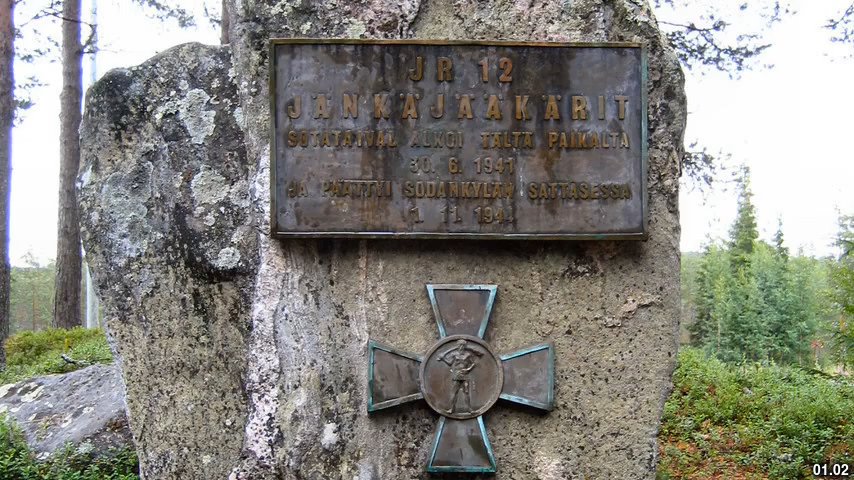 JR 12
JÄNKÄJÄÄKÄRIT
SOTATAIVAL ALKOI TÄLTÄ PAIKALTA
30. 6. 1941
JA PÄÄTTYI SODANKYLÄN SATTASESSA
1. 11. 1944
01.02